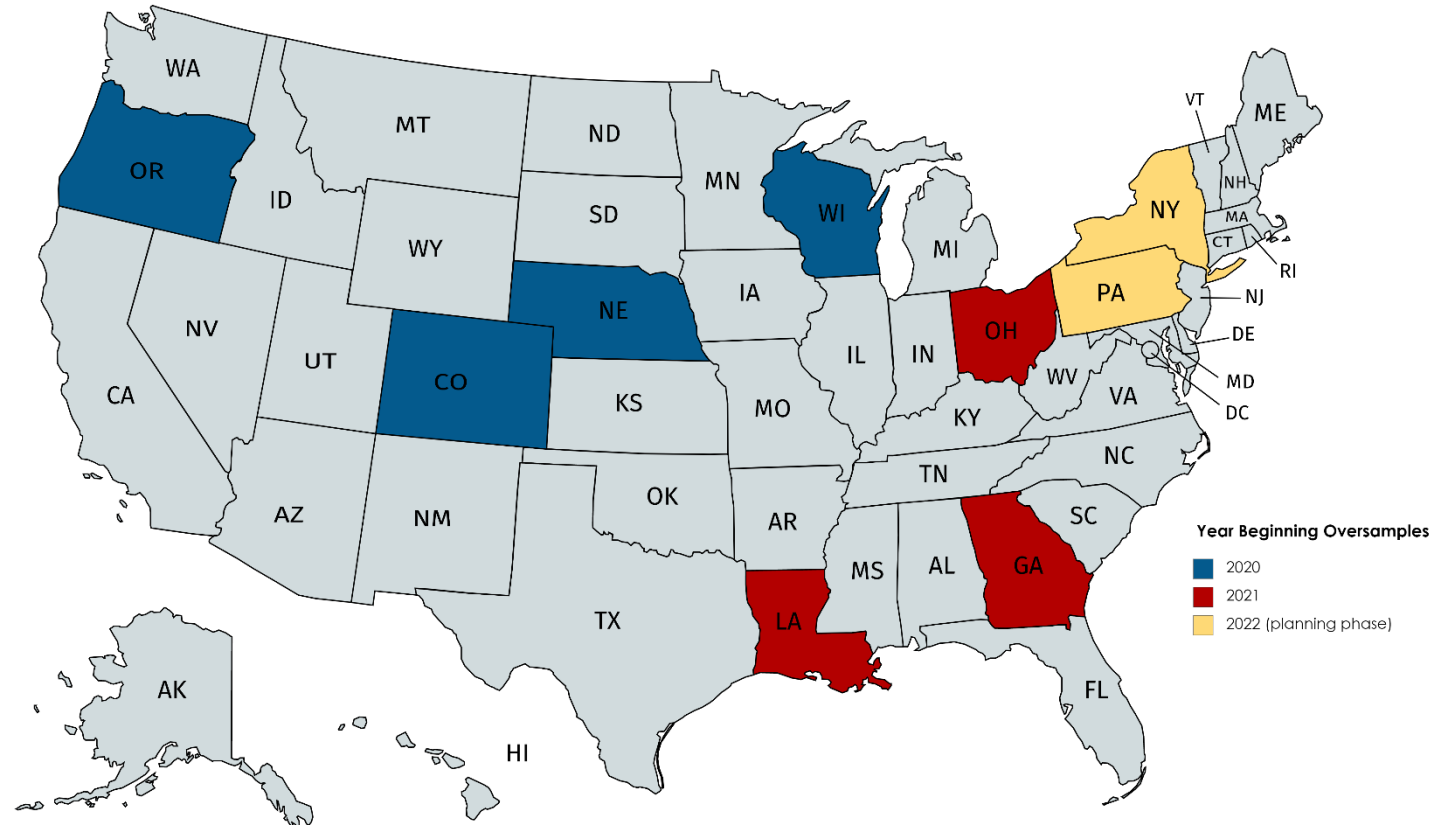 WA
MT
ND
MN
VT
ME
OR
ID
SD
WI
NY
NH
WY
MI
MA
CT
RI
IA
NE
PA
NJ
NV
UT
CO
IL
IN
OH
DE
CA
KS
MO
WV
MD
VA
DC
KY
NC
TN
OK
AZ
NM
AR
SC
MS
AL
GA
TX
LA
FL
AK
HI
Year Beginning Oversamples
2020
2021
2022 (planning phase)